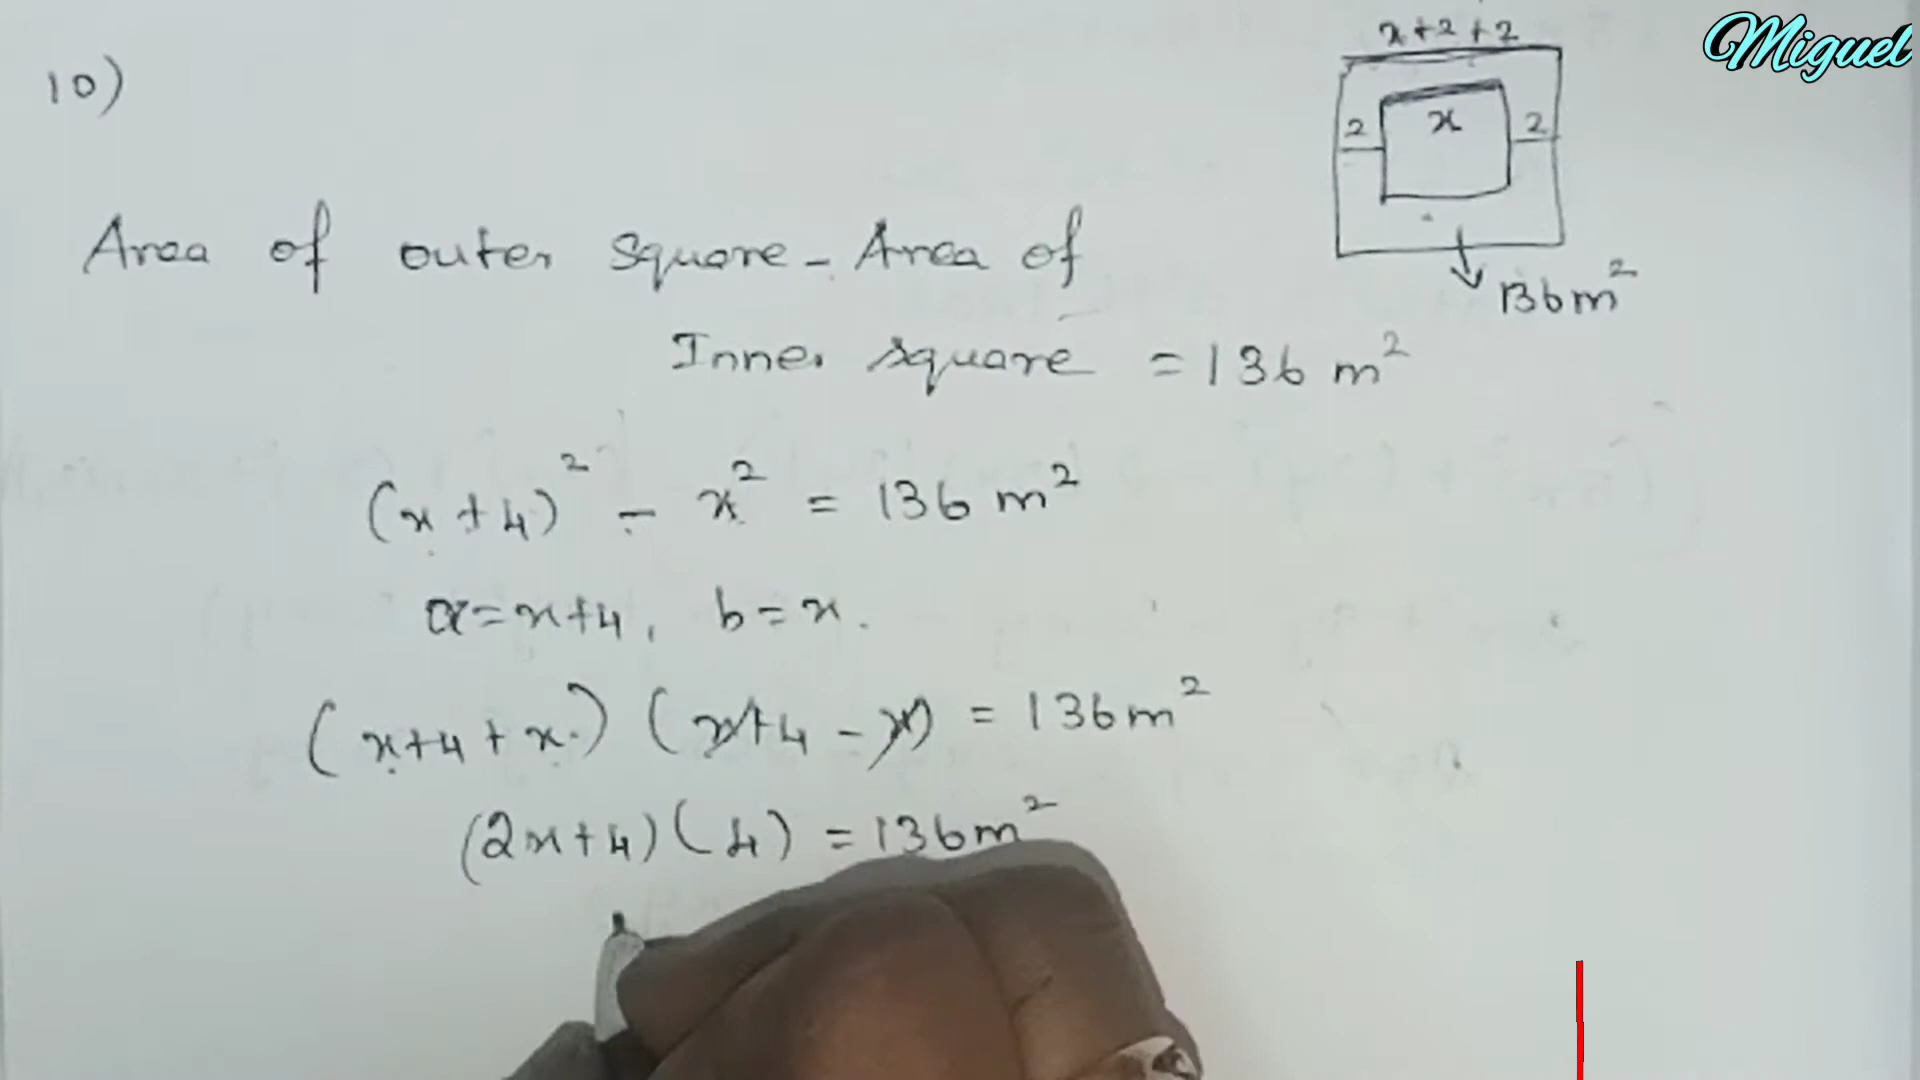 10)
x+2+2
Miguel
2 x 2
136m²
Area of outer square - Area of
Inner square = 136 m²
(x+4)² - x² = 136 m²
a=x+4, b=x.
(x+4+x) (x+4-x) = 136m²
(2x+4)(4) = 136m²